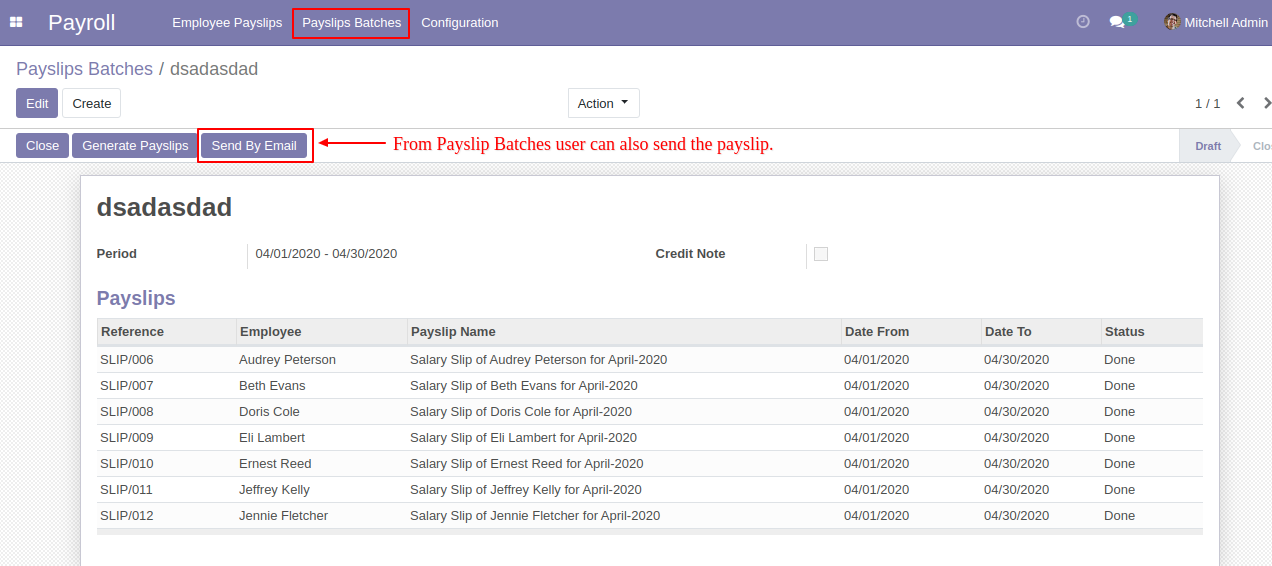 Payroll Employee Payslips Payslips Batches Configuration 1 Mitchell Admin
Payslips Batches / dsadasdad
Edit Create Action 1 / 1
Close Generate Payslips Send By Email From Payslip Batches user can also send the payslip. Draft Clo
dsadasdad
Period 04/01/2020 - 04/30/2020 Credit Note
Payslips
Reference Employee Payslip Name Date From Date To Status
SLIP/006 Audrey Peterson Salary Slip of Audrey Peterson for April-2020 04/01/2020 04/30/2020 Done
SLIP/007 Beth Evans Salary Slip of Beth Evans for April-2020 04/01/2020 04/30/2020 Done
SLIP/008 Doris Cole Salary Slip of Doris Cole for April-2020 04/01/2020 04/30/2020 Done
SLIP/009 Eli Lambert Salary Slip of Eli Lambert for April-2020 04/01/2020 04/30/2020 Done
SLIP/010 Ernest Reed Salary Slip of Ernest Reed for April-2020 04/01/2020 04/30/2020 Done
SLIP/011 Jeffrey Kelly Salary Slip of Jeffrey Kelly for April-2020 04/01/2020 04/30/2020 Done
SLIP/012 Jennie Fletcher Salary Slip of Jennie Fletcher for April-2020 04/01/2020 04/30/2020 Done